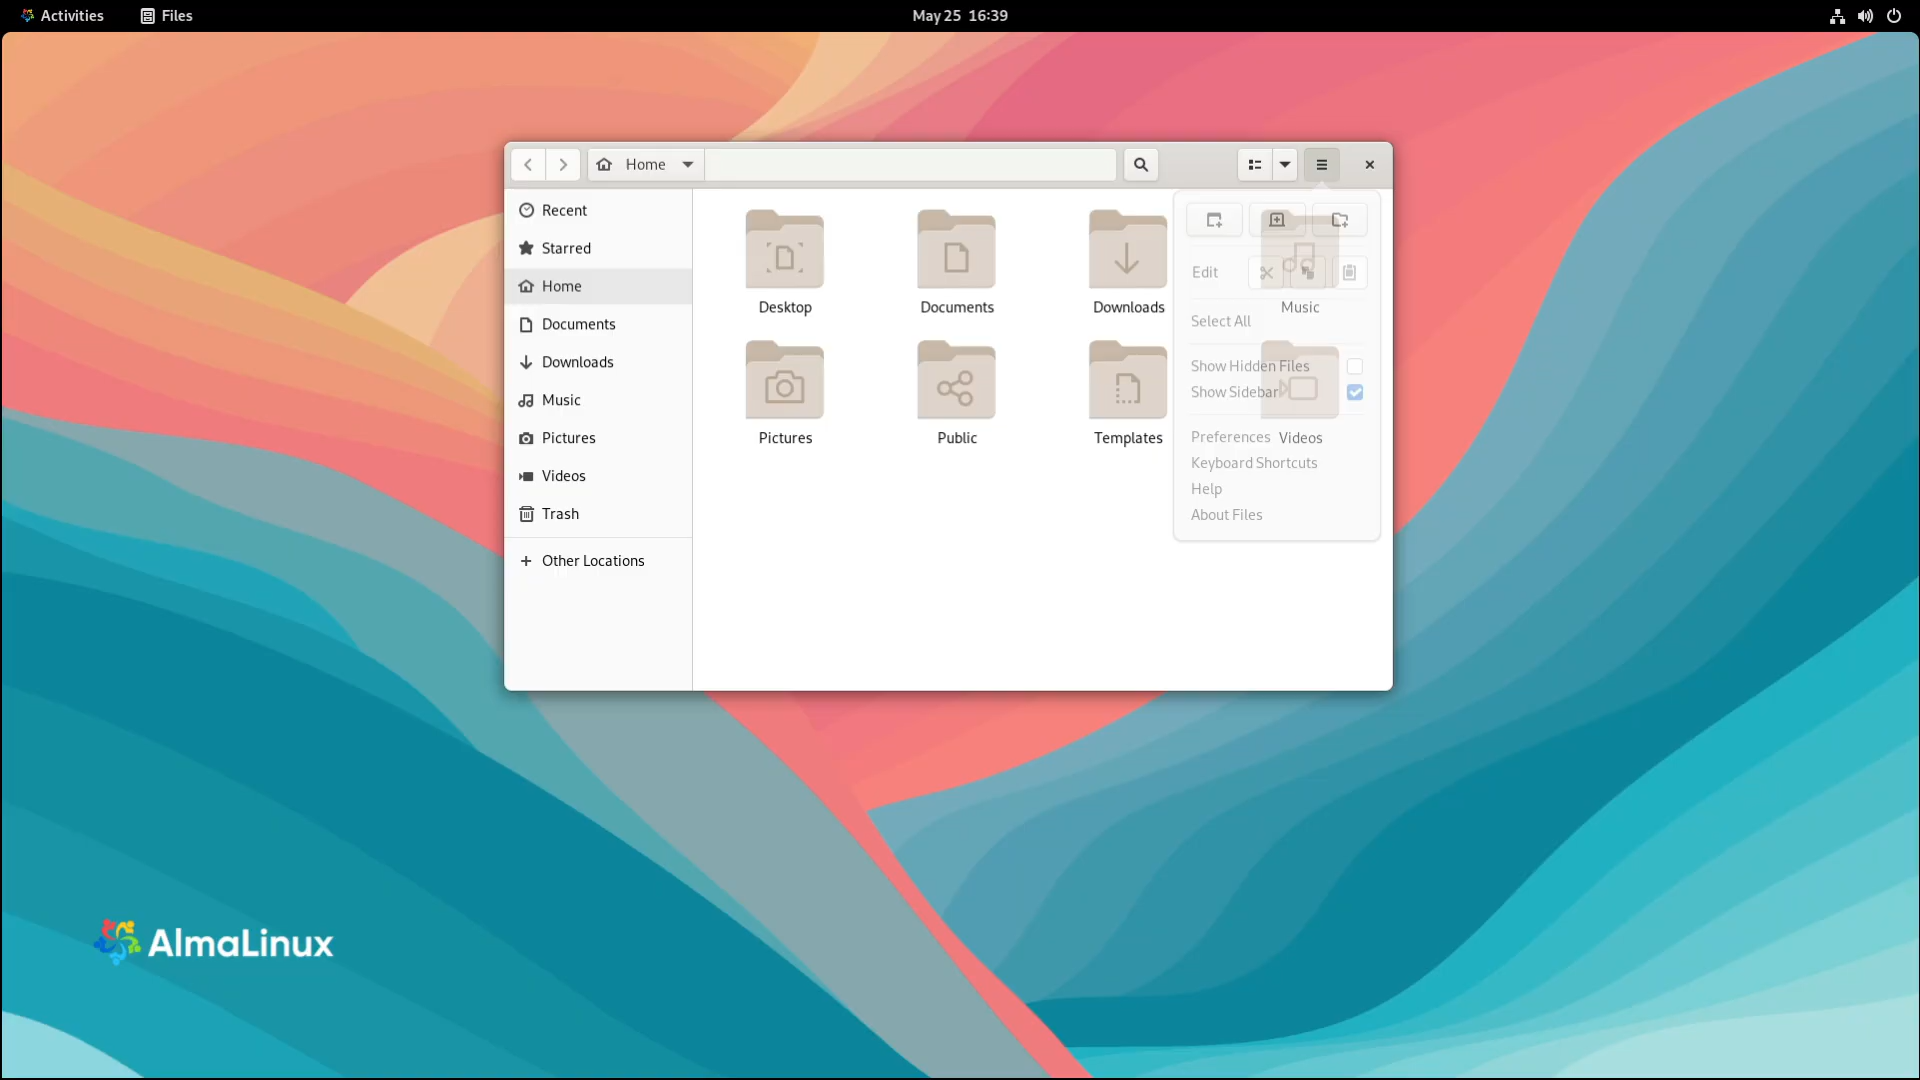 Activities
Files
May 25 16:39
Home
Recent
Starred
Home
Documents
Downloads
Music
Pictures
Videos
Trash
Other Locations
Desktop
Documents
Downloads
Music
Pictures
Public
Templates
Videos
Edit
Select All
Show Hidden Files
Show Sidebar
Preferences
Keyboard Shortcuts
Help
About Files
AlmaLinux